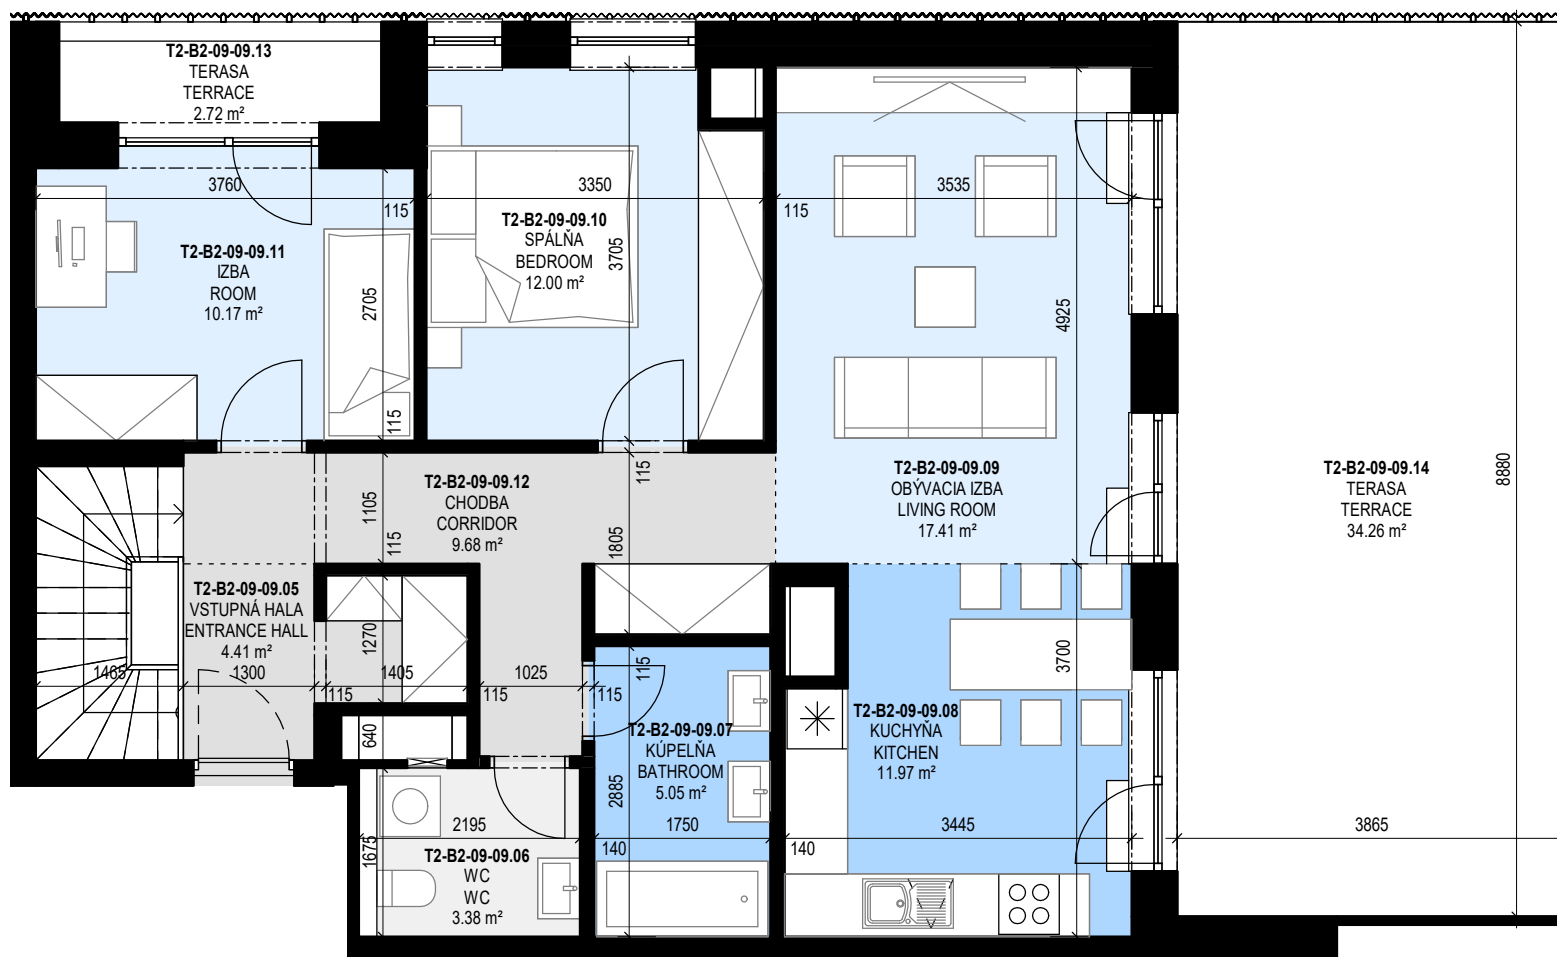 T2-B2-09-09.13
TERASA
TERRACE
2.72 m²
3760
115
T2-B2-09-09.11
IZBA
ROOM
10.17 m²
2705
115
3350
T2-B2-09-09.10
SPÁLŇA
BEDROOM
12.00 m²
3705
115
3535
4925
T2-B2-09-09.09
OBÝVACIA IZBA
LIVING ROOM
17.41 m²
T2-B2-09-09.14
TERASA
TERRACE
34.26 m²
8880
T2-B2-09-09.12
CHODBA
CORRIDOR
9.68 m²
1105
115
115
1805
T2-B2-09-09.05
VSTUPNÁ HALA
ENTRANCE HALL
4.41 m²
1465
1300
115
1270
1405
115
1025
115
115
640
T2-B2-09-09.07
KÚPELŇA
BATHROOM
5.05 m²
2885
1750
140
T2-B2-09-09.08
KUCHYŇA
KITCHEN
11.97 m²
3700
3445
140
3865
2195
1675
T2-B2-09-09.06
WC
WC
3.38 m²